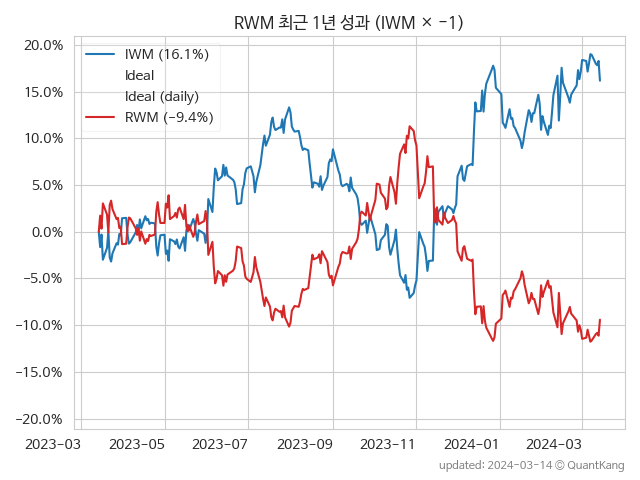 RWM 최근 1년 성과 (IWM × −1)
20.0%
15.0%
10.0%
5.0%
0.0%
−5.0%
−10.0%
−15.0%
−20.0%
IWM (16.1%)
Ideal
Ideal (daily)
RWM (−9.4%)
2023-03
2023-05
2023-07
2023-09
2023-11
2024-01
2024-03
updated: 2024-03-14 © QuantKang